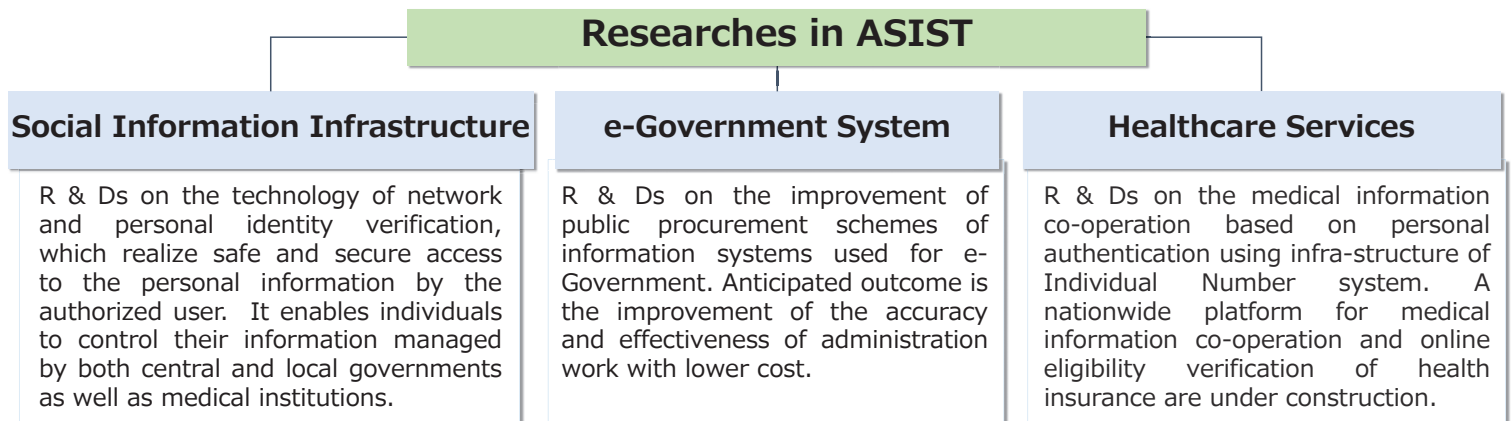 Researches in ASIST
Social Information Infrastructure
R & Ds on the technology of network
and personal identity verification,
which realize safe and secure access
to the personal information by the
authorized user. It enables individuals
to control their information managed
by both central and local governments
as well as medical institutions.
e-Government System
R & Ds on the improvement of
public procurement schemes of
information systems used for e-
Government. Anticipated outcome is
the improvement of the accuracy
and effectiveness of administration
work with lower cost.
Healthcare Services
R & Ds on the medical information
co-operation based on personal
authentication using infra-structure of
Individual Number system. A
nationwide platform for medical
information co-operation and online
eligibility verification of health
insurance are under construction.